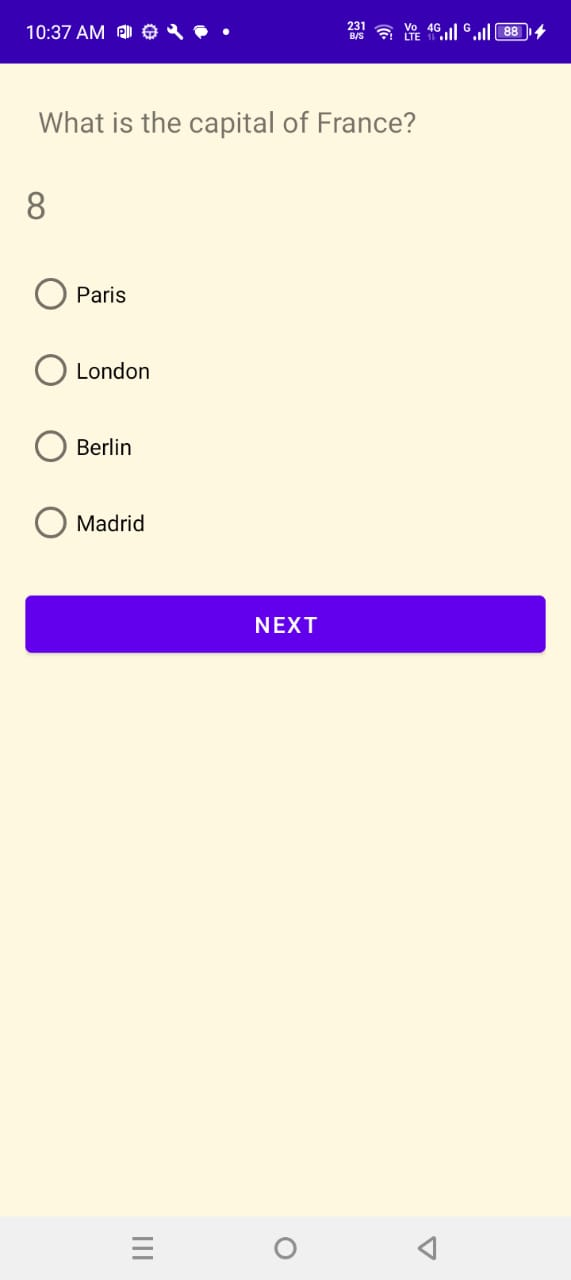 10:37 AM 231 B/S Vo LTE 4G G 88
What is the capital of France?
8
Paris
London
Berlin
Madrid
NEXT